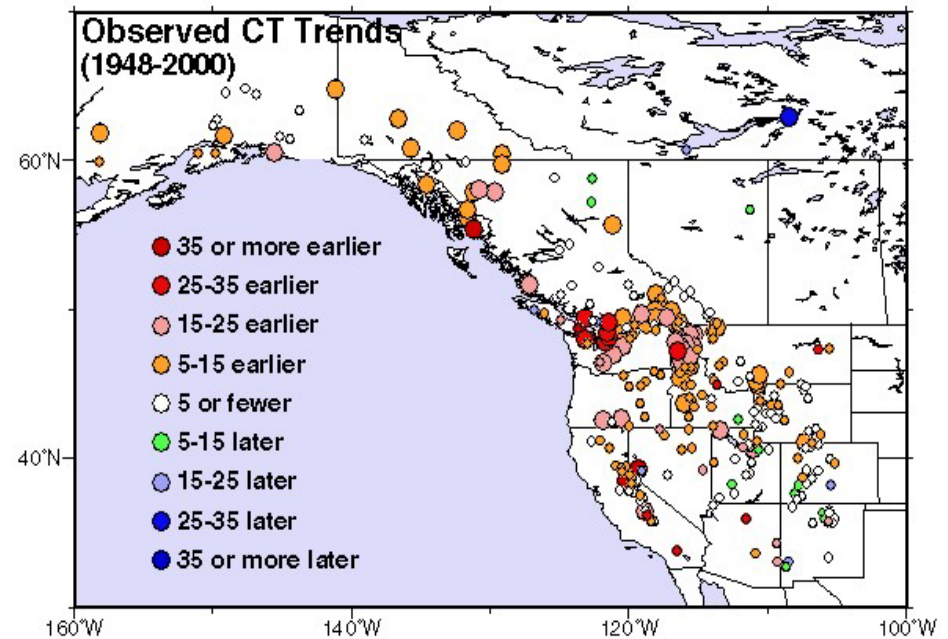 Observed CT Trends
(1948-2000)
60°N
35 or more earlier
25-35 earlier
15-25 earlier
5-15 earlier
5 or fewer
5-15 later
15-25 later
25-35 later
35 or more later
40°N
160°W
140°W
120°W
100°W